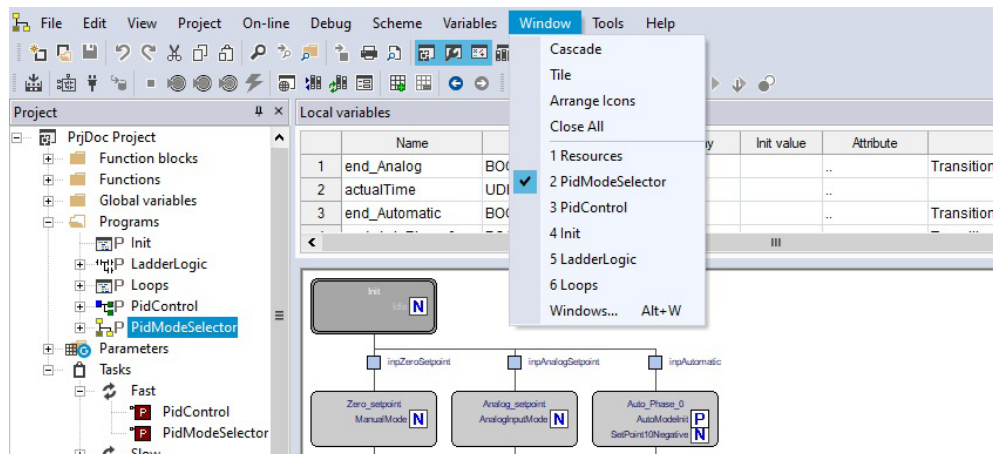 File Edit View Project On-line Debug Scheme Variables Window Tools Help
Cascade
Tile
Arrange Icons
Close All
1 Resources
2 PidModeSelector
3 PidControl
4 Init
5 LadderLogic
6 Loops
Windows... Alt+W
Project
PrjDoc Project
Function blocks
Functions
Global variables
Programs
P Init
P LadderLogic
P Loops
P PidControl
P PidModeSelector
Parameters
Tasks
Fast
P PidControl
P PidModeSelector
Slow
Local variables
Name Init value Attribute
1 end_Analog .. Transition
2 actualTime ..
3 end_Automatic .. Transition
Init
Idle N
inpZeroSetpoint inpAnalogSetpoint inpAutomatic
Zero_setpoint Analog_setpoint Auto_Phase_0
ManualMode N AnalogInputMode N AutoModeInit P
SetPoint10Negative N